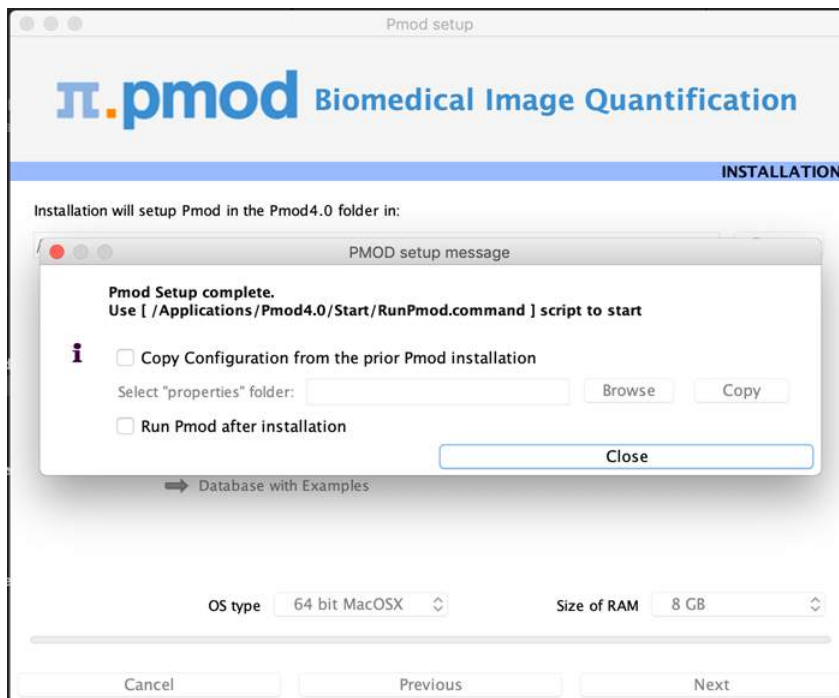 Pmod setup
π.pmod Biomedical Image Quantification
INSTALLATION
Installation will setup Pmod in the Pmod4.0 folder in:
PMOD setup message
Pmod Setup complete.
Use [ /Applications/Pmod4.0/Start/RunPmod.command ] script to start
Copy Configuration from the prior Pmod installation
Select "properties" folder:
Browse
Copy
Run Pmod after installation
Close
Database with Examples
OS type
64 bit MacOSX
Size of RAM
8 GB
Cancel
Previous
Next